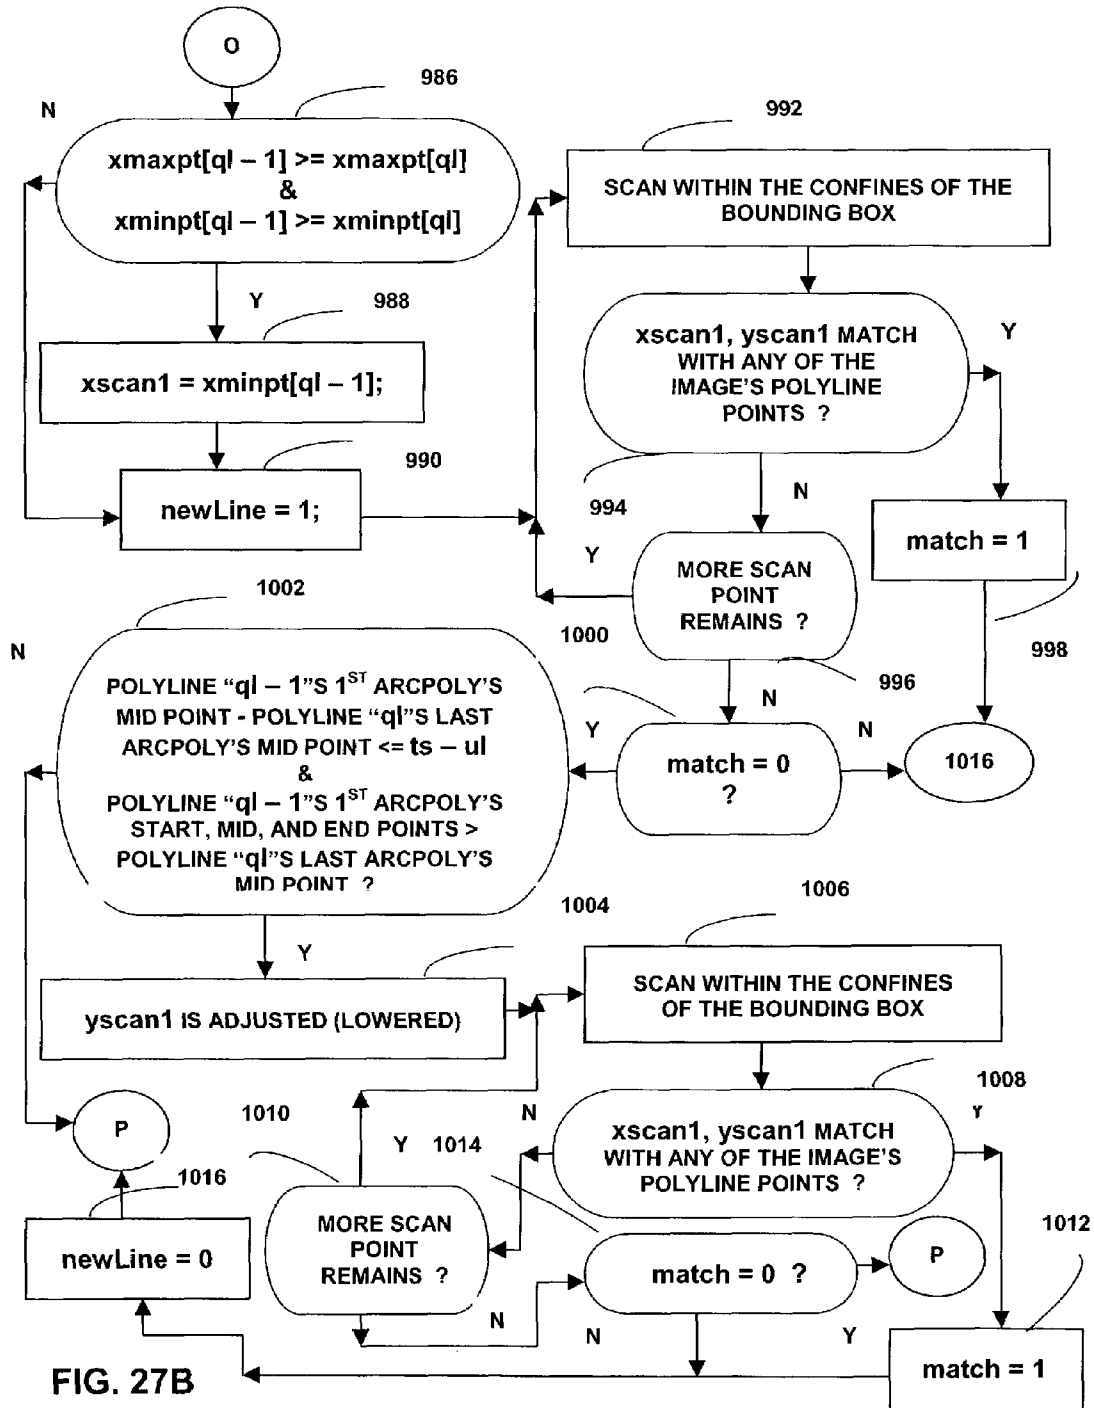 O
986
N
xmaxpt[ql – 1] >= xmaxpt[ql]
&
xminpt[ql – 1] >= xminpt[ql]
Y
988
xscan1 = xminpt[ql – 1];
990
newLine = 1;
992
SCAN WITHIN THE CONFINES OF THE
BOUNDING BOX
xscan1, yscan1 MATCH
WITH ANY OF THE
IMAGE'S POLYLINE
POINTS ?
Y
994
N
match = 1
998
Y
MORE SCAN
POINT
REMAINS ?
996
N
1000
Y
match = 0
?
N
1016
1002
N
POLYLINE “ql – 1”S 1ST ARCPOLY'S
MID POINT - POLYLINE “ql”S LAST
ARCPOLY'S MID POINT <= ts – ul
&
POLYLINE “ql – 1”S 1ST ARCPOLY'S
START, MID, AND END POINTS >
POLYLINE “ql”S LAST ARCPOLY'S
MID POINT ?
Y
1004
yscan1 IS ADJUSTED (LOWERED)
1006
SCAN WITHIN THE CONFINES
OF THE BOUNDING BOX
1008
xscan1, yscan1 MATCH
WITH ANY OF THE IMAGE'S
POLYLINE POINTS ?
N
Y
P
1010
Y
1014
MORE SCAN
POINT
REMAINS ?
N
1016
newLine = 0
match = 0 ?
P
N
Y
1012
match = 1
FIG. 27B